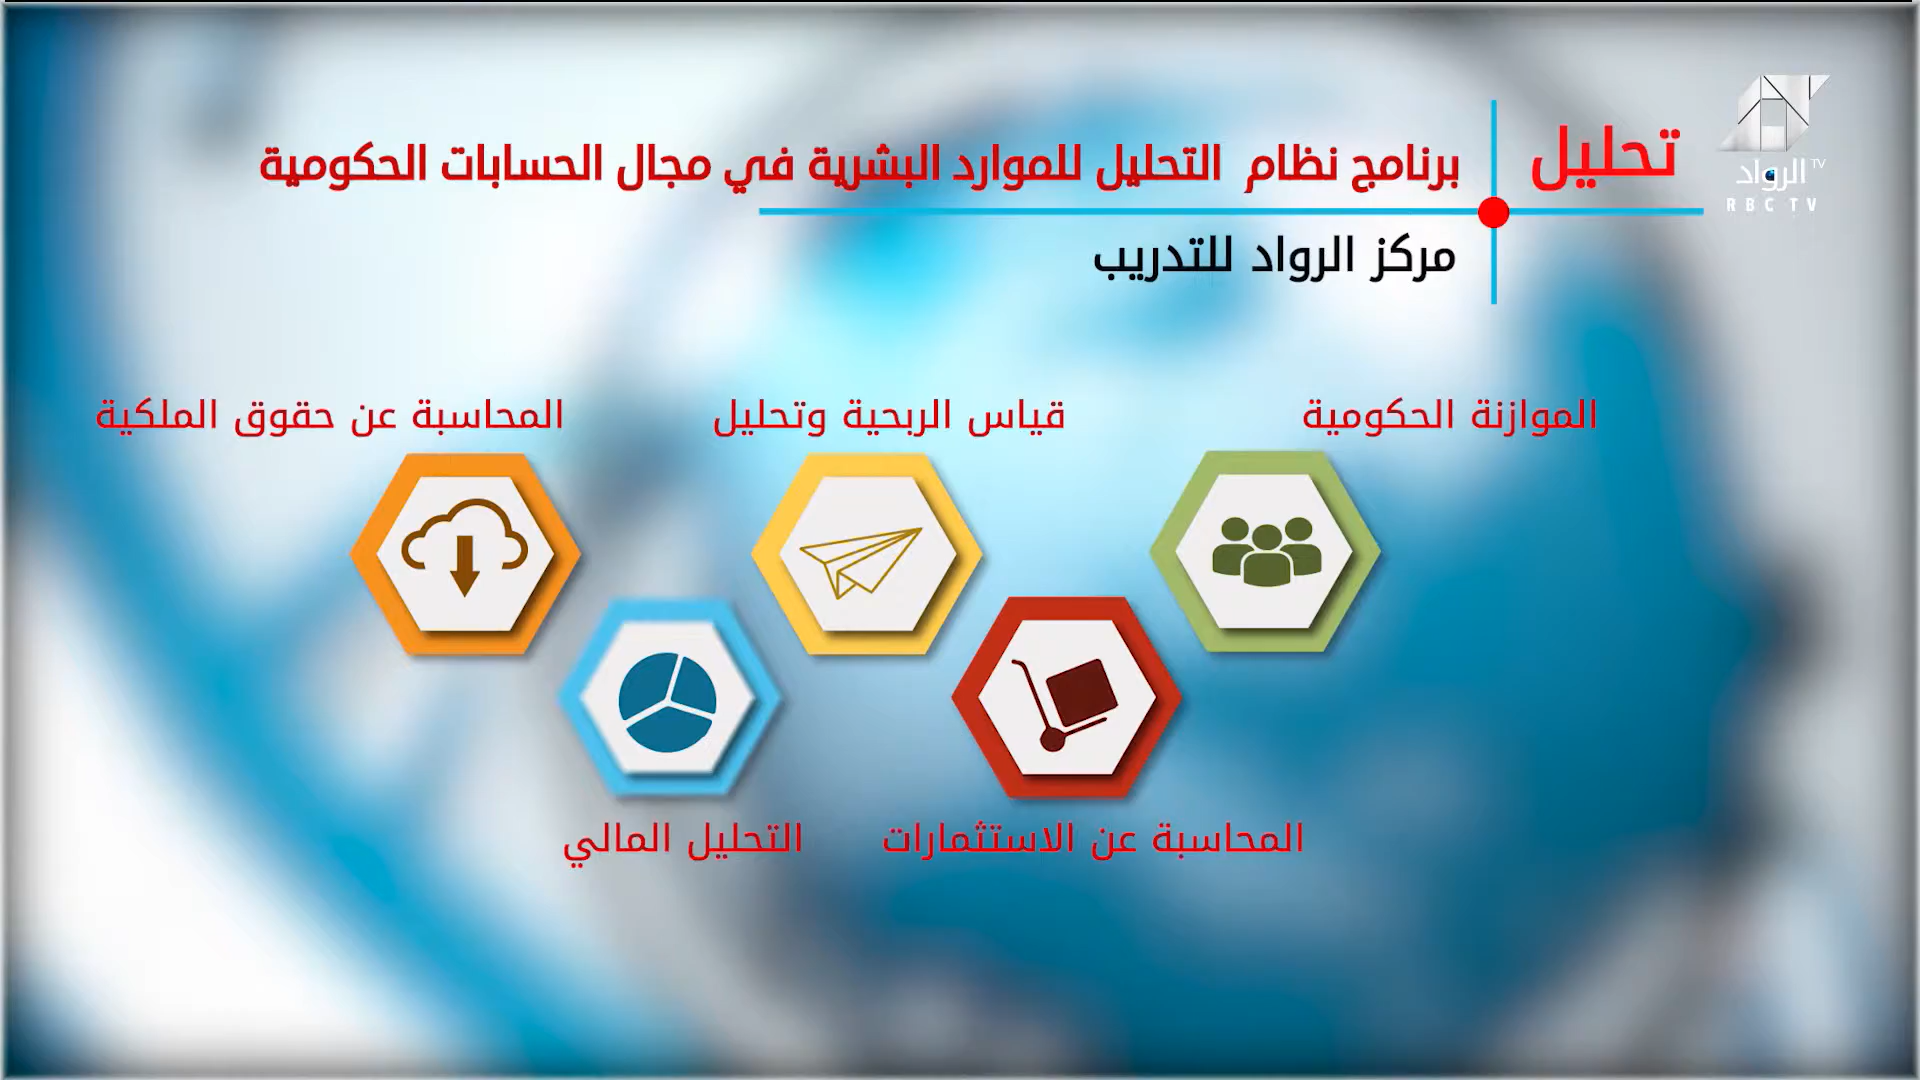 تحليل
برنامج نظام التحليل للموارد البشرية في مجال الحسابات الحكومية
مركز الرواد للتدريب
الرواد TV
RBC TV
الموازنة الحكومية
قياس الربحية وتحليل
المحاسبة عن حقوق الملكية
المحاسبة عن الاستثمارات
التحليل المالي